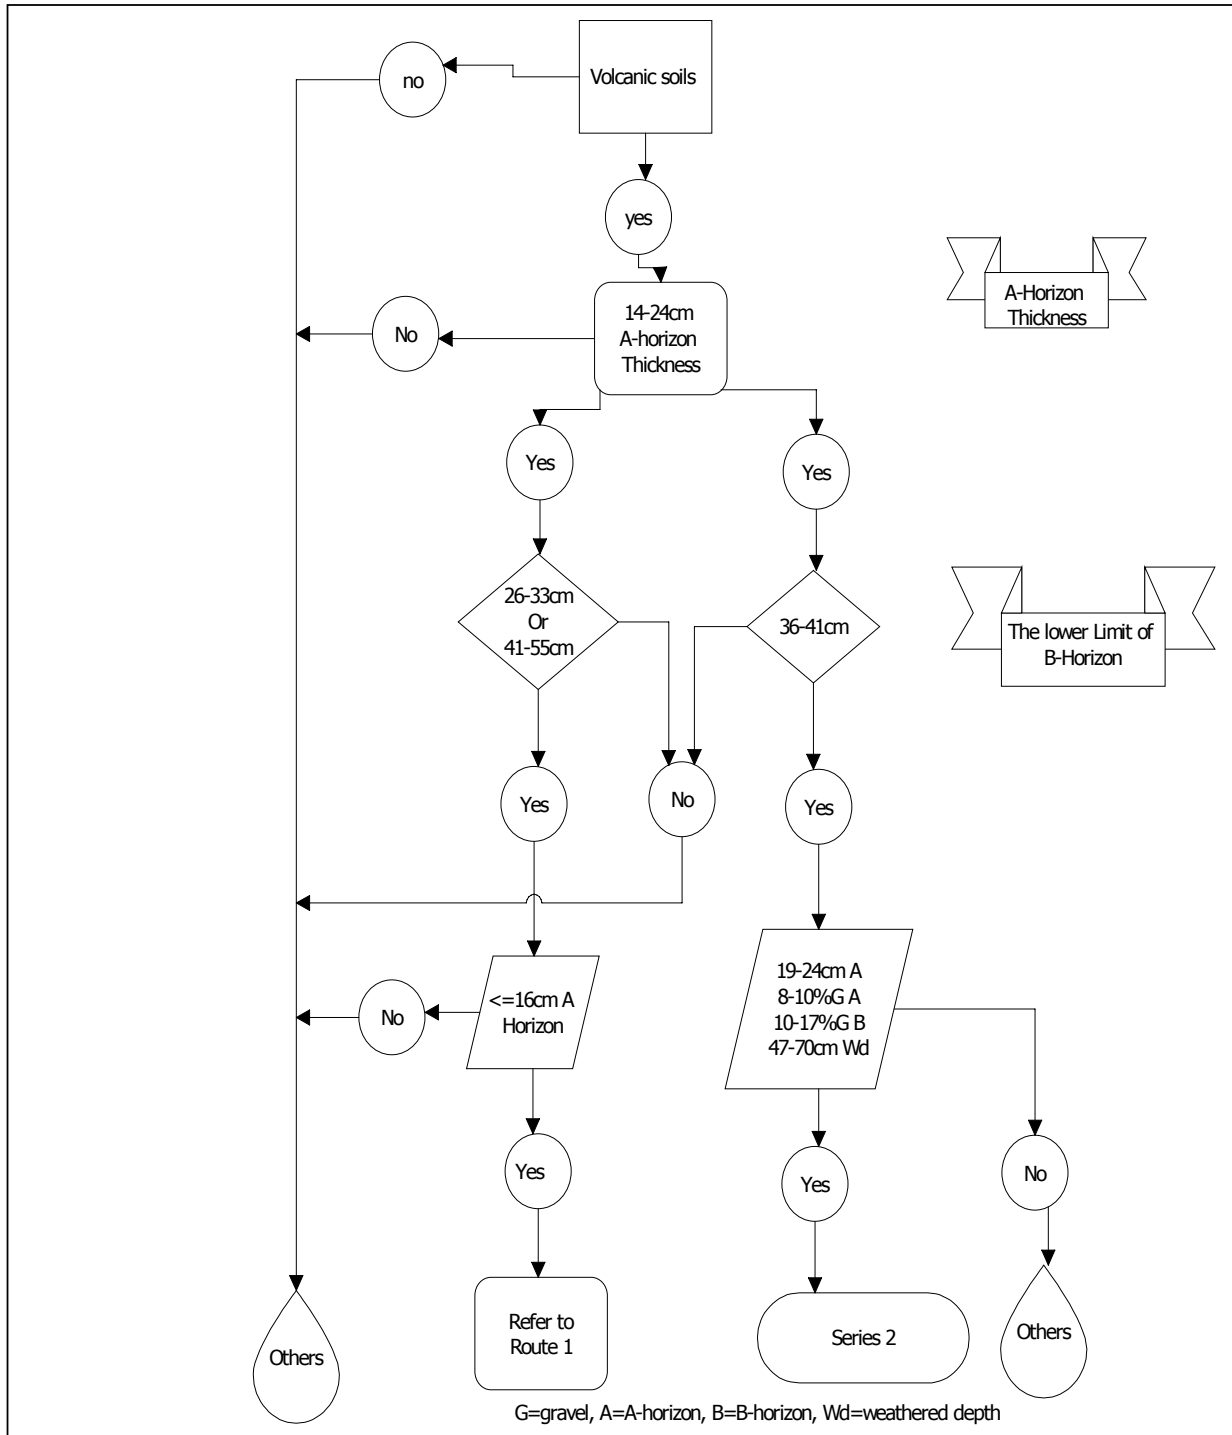 no
Volcanic soils
yes
A-Horizon
Thickness
No
14-24cm
A-horizon
Thickness
Yes
Yes
26-33cm
Or
41-55cm
36-41cm
The lower Limit of
B-Horizon
Yes
No
Yes
No
<=16cm A
Horizon
19-24cm A
8-10%G A
10-17%G B
47-70cm Wd
Yes
Yes
No
Others
Refer to
Route 1
Series 2
Others
G=gravel, A=A-horizon, B=B-horizon, Wd=weathered depth